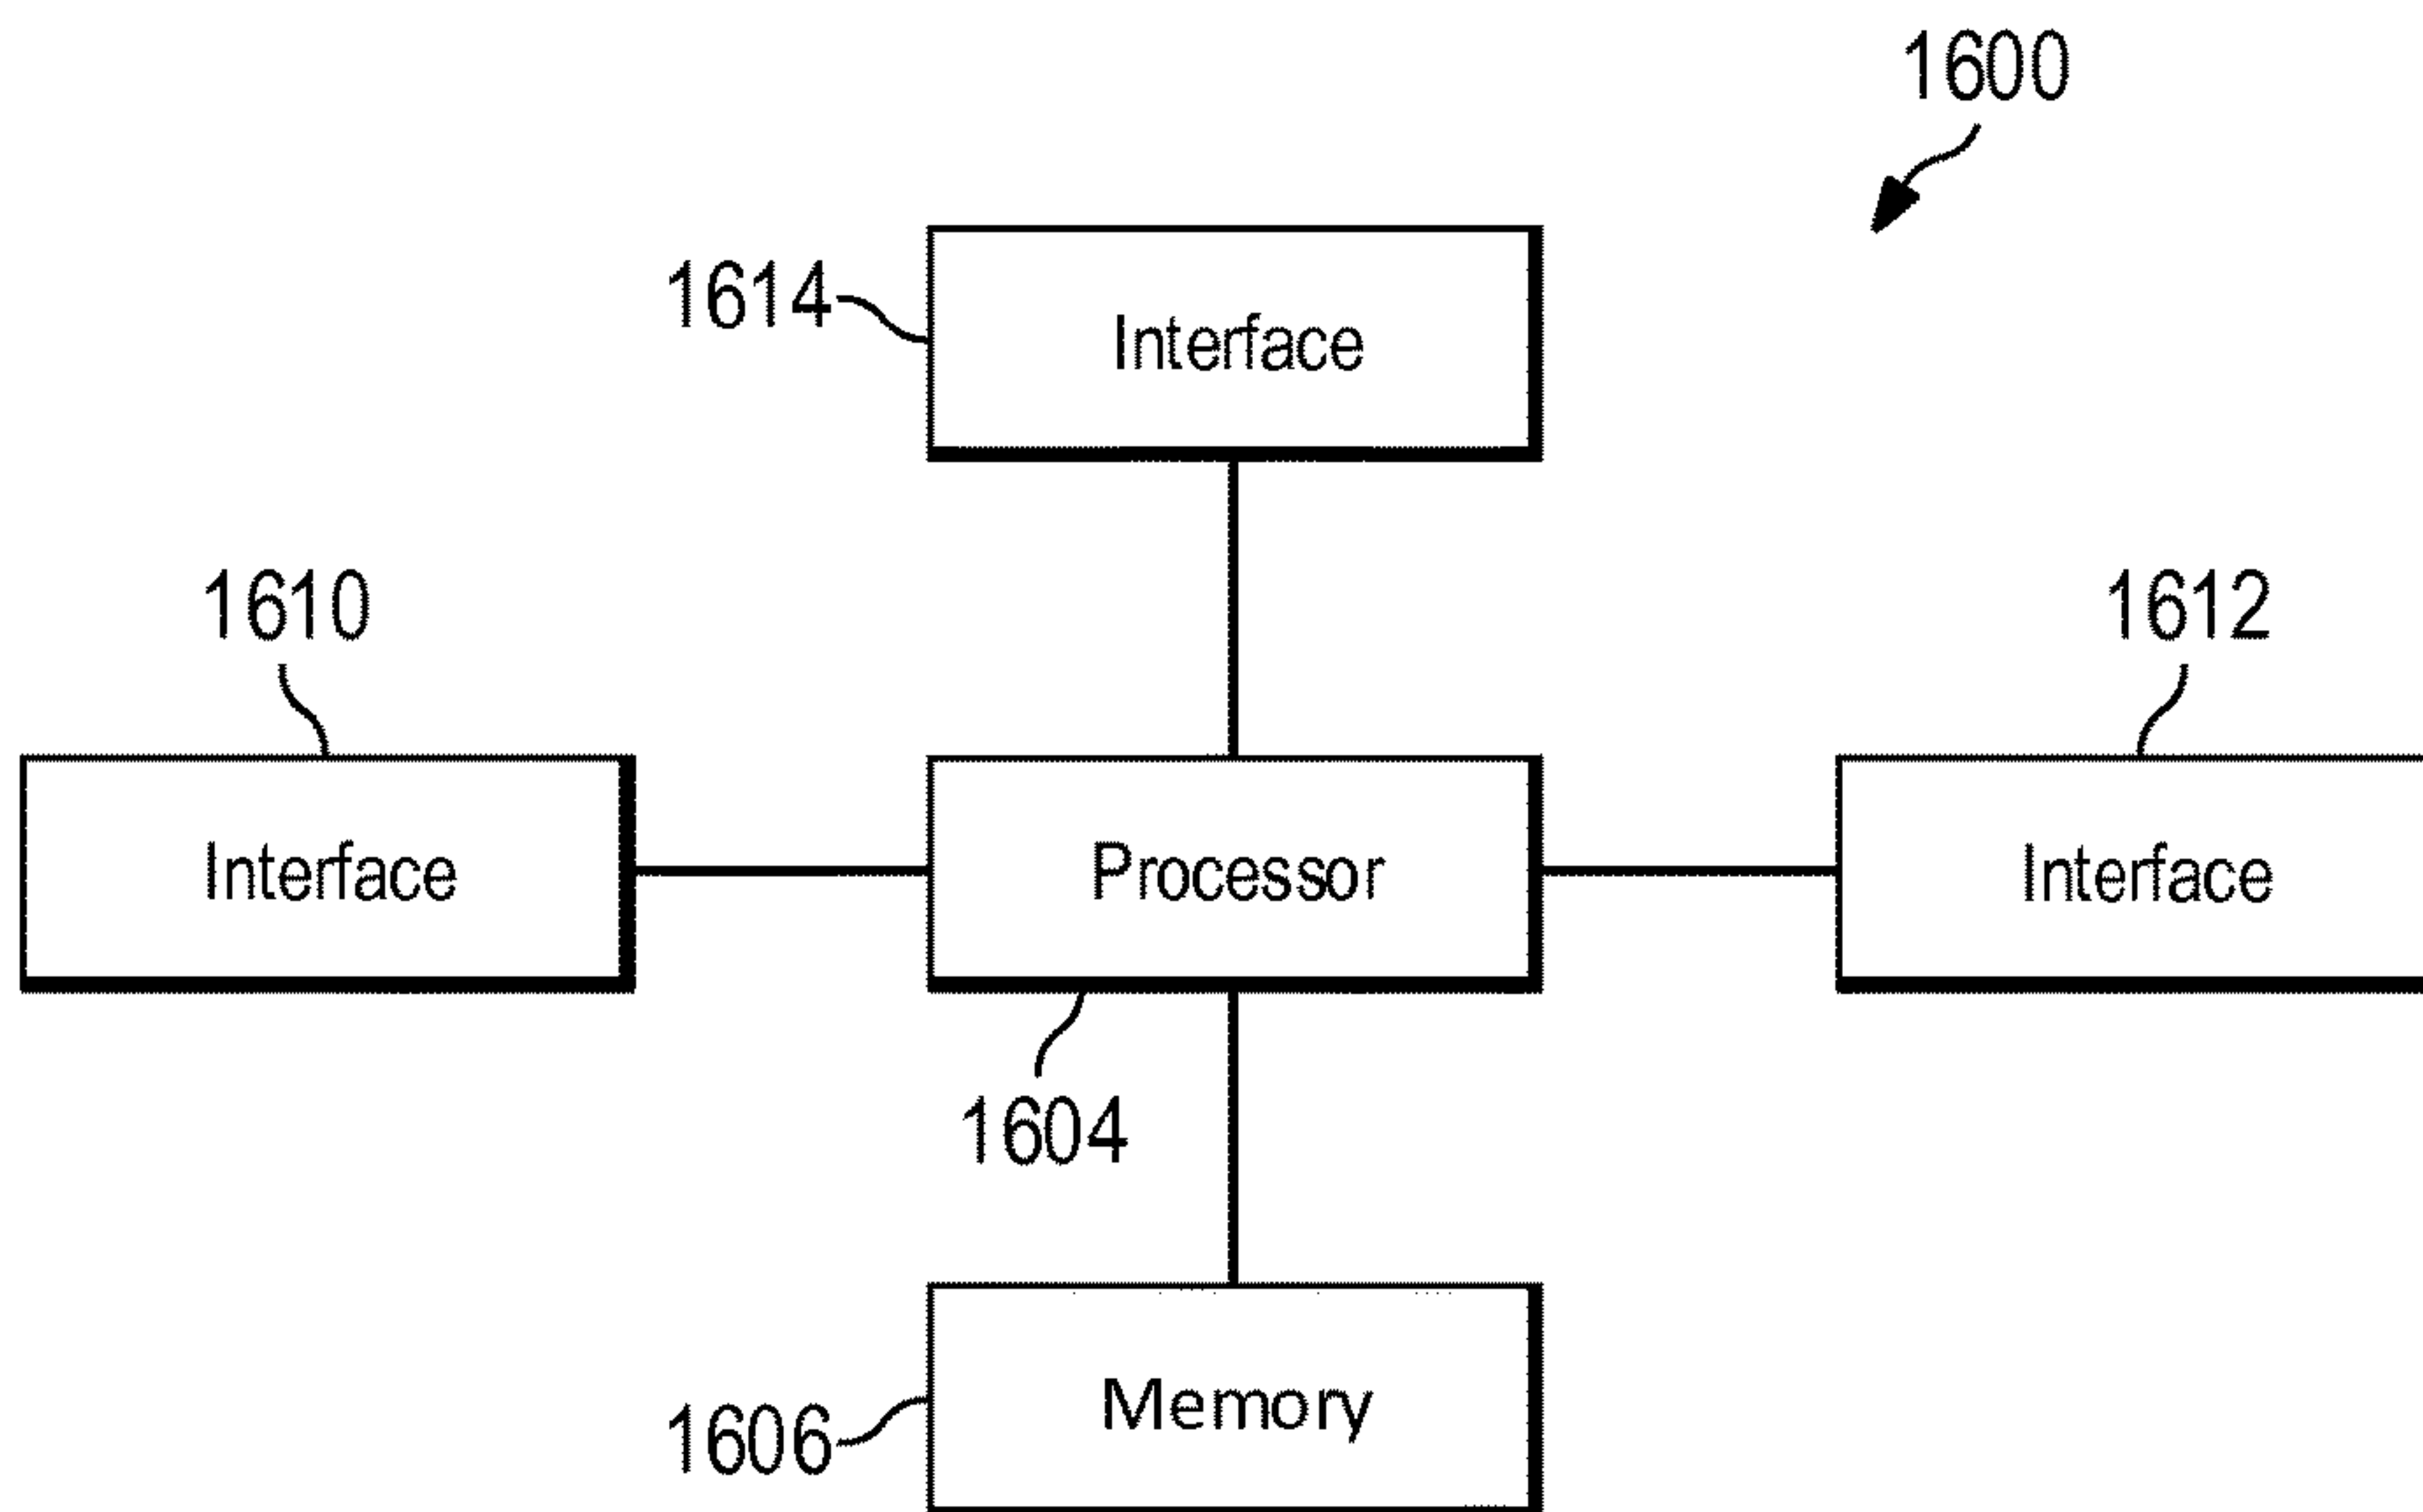 1600
1614
Interface
1610
1612
Interface
Processor
Interface
1604
1606
Memory